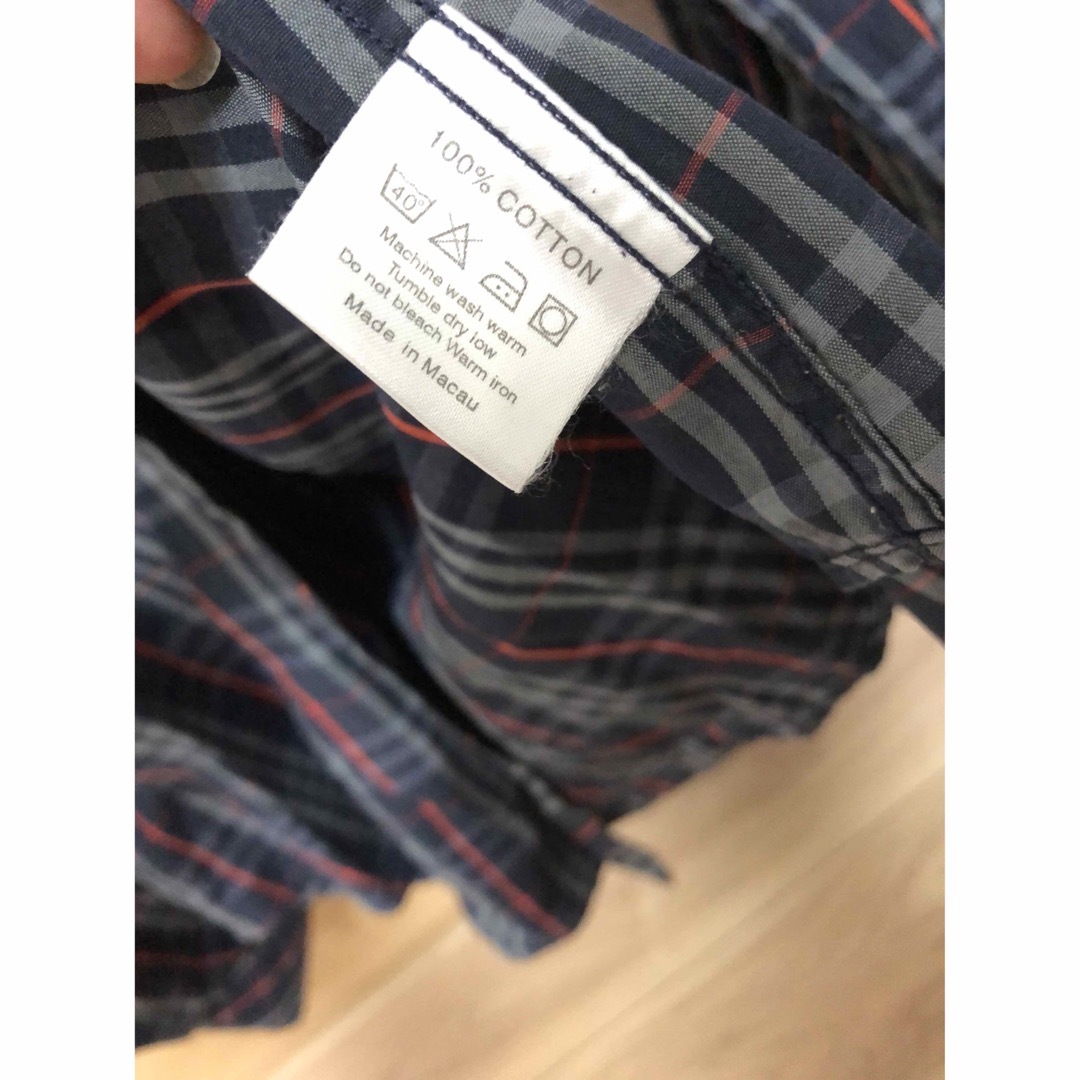 100% COTTON
40°
Machine wash warm
Tumble dry low
Do not bleach Warm iron
Made in Macau